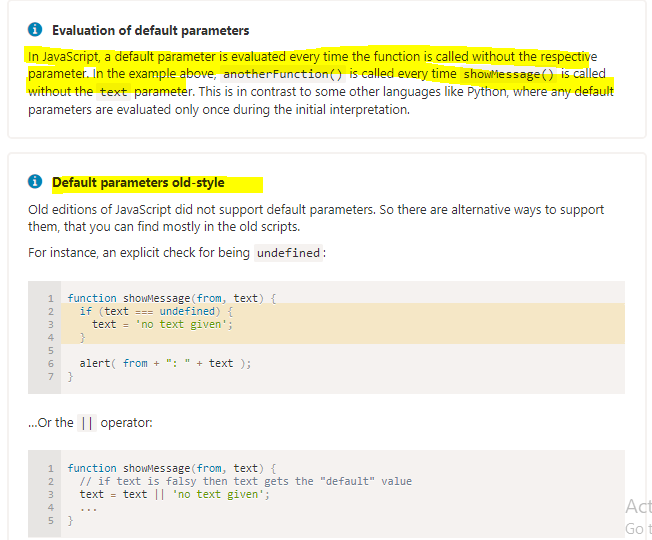 Evaluation of default parameters
In JavaScript, a default parameter is evaluated every time the function is called without the respective
parameter. In the example above, anotherFunction() is called every time showMessage() is called
without the text parameter. This is in contrast to some other languages like Python, where any default
parameters are evaluated only once during the initial interpretation.
Default parameters old-style
Old editions of JavaScript did not support default parameters. So there are alternative ways to support
them, that you can find mostly in the old scripts.
For instance, an explicit check for being undefined:
1 function showMessage(from, text) {
2   if (text === undefined) {
3     text = 'no text given';
4   }
5
6   alert( from + ": " + text );
7 }
...Or the || operator:
1 function showMessage(from, text) {
2   // if text is falsy then text gets the "default" value
3   text = text || 'no text given';
4   ...
5 }
Act
Go t